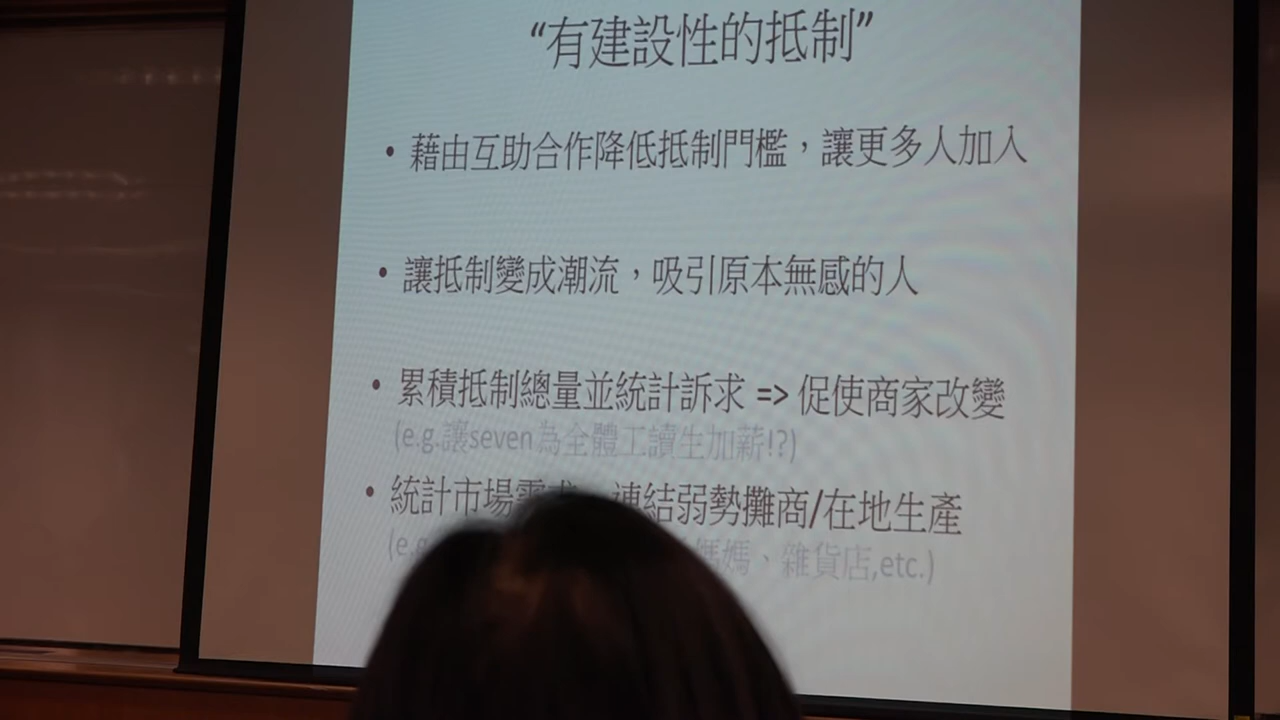 “有建設性的抵制”
• 藉由互助合作降低抵制門檻，讓更多人加入
• 讓抵制變成潮流，吸引原本無感的人
• 累積抵制總量並統計訴求 => 促使商家改變
(e.g.讓seven為全體工讀生加薪!?)
• 統計市場需求 連結弱勢攤商/在地生產
(e.g 媽媽、雜貨店,etc.)